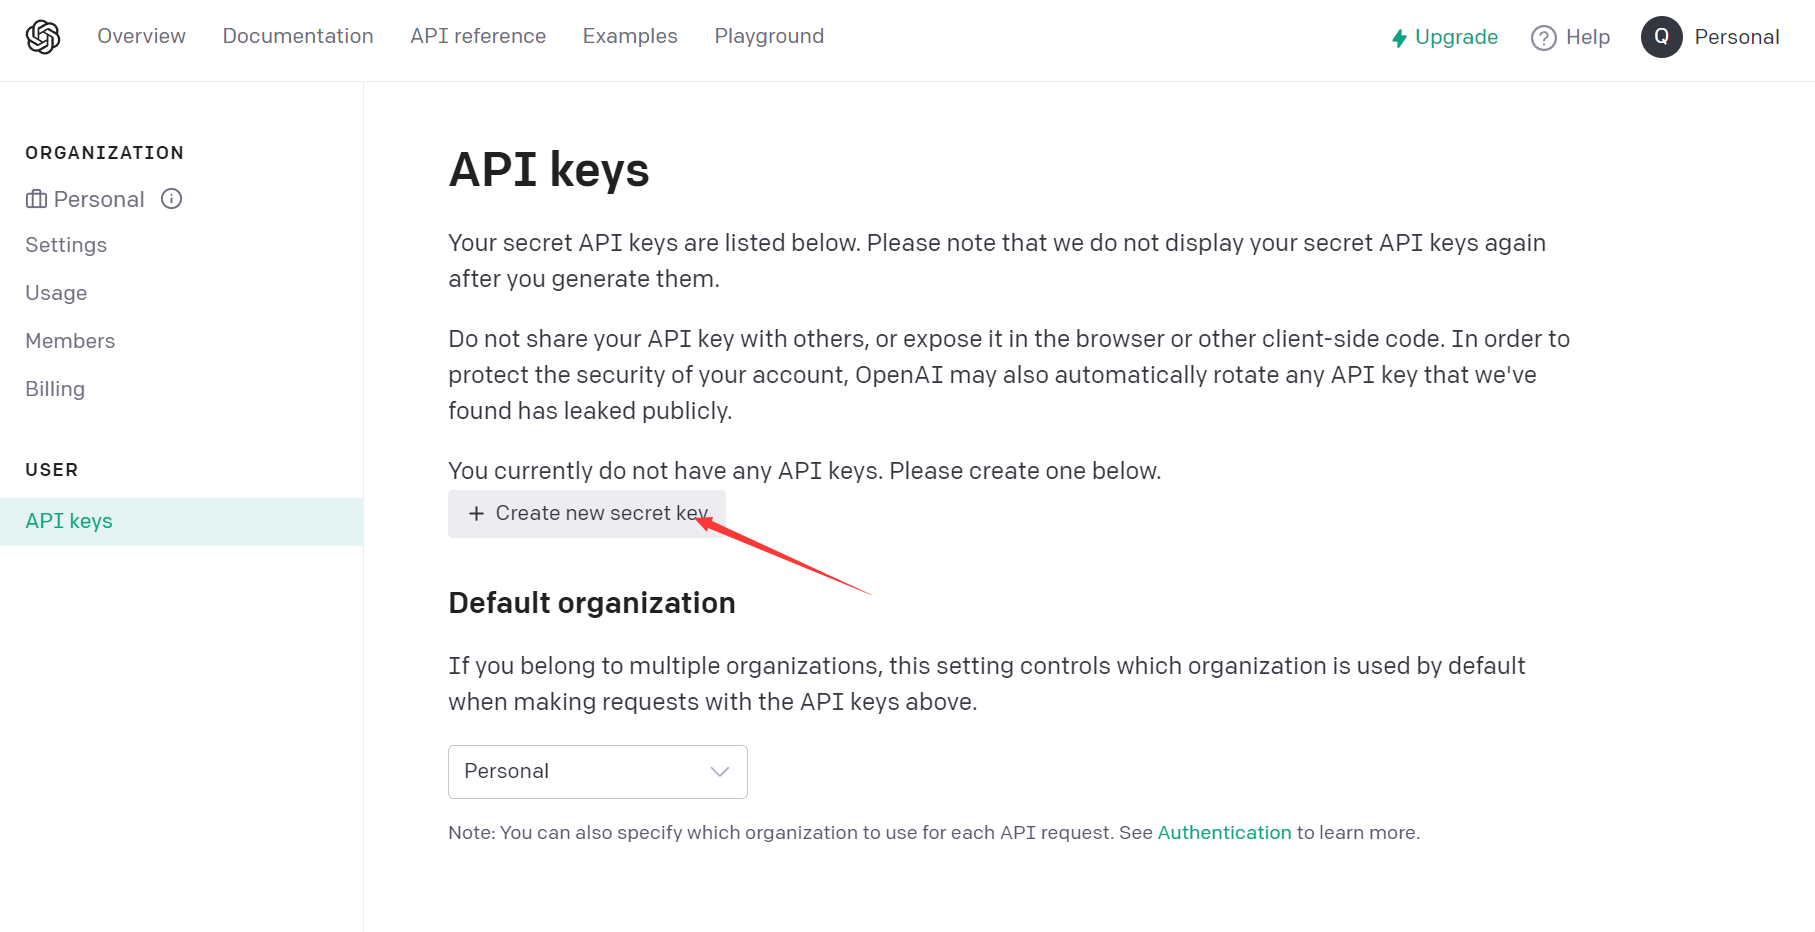 Overview Documentation API reference Examples Playground Upgrade Help Q Personal
ORGANIZATION
Personal
Settings
Usage
Members
Billing
USER
API keys
API keys
Your secret API keys are listed below. Please note that we do not display your secret API keys again
after you generate them.
Do not share your API key with others, or expose it in the browser or other client-side code. In order to
protect the security of your account, OpenAI may also automatically rotate any API key that we've
found has leaked publicly.
You currently do not have any API keys. Please create one below.
+ Create new secret key
Default organization
If you belong to multiple organizations, this setting controls which organization is used by default
when making requests with the API keys above.
Personal
Note: You can also specify which organization to use for each API request. See Authentication to learn more.